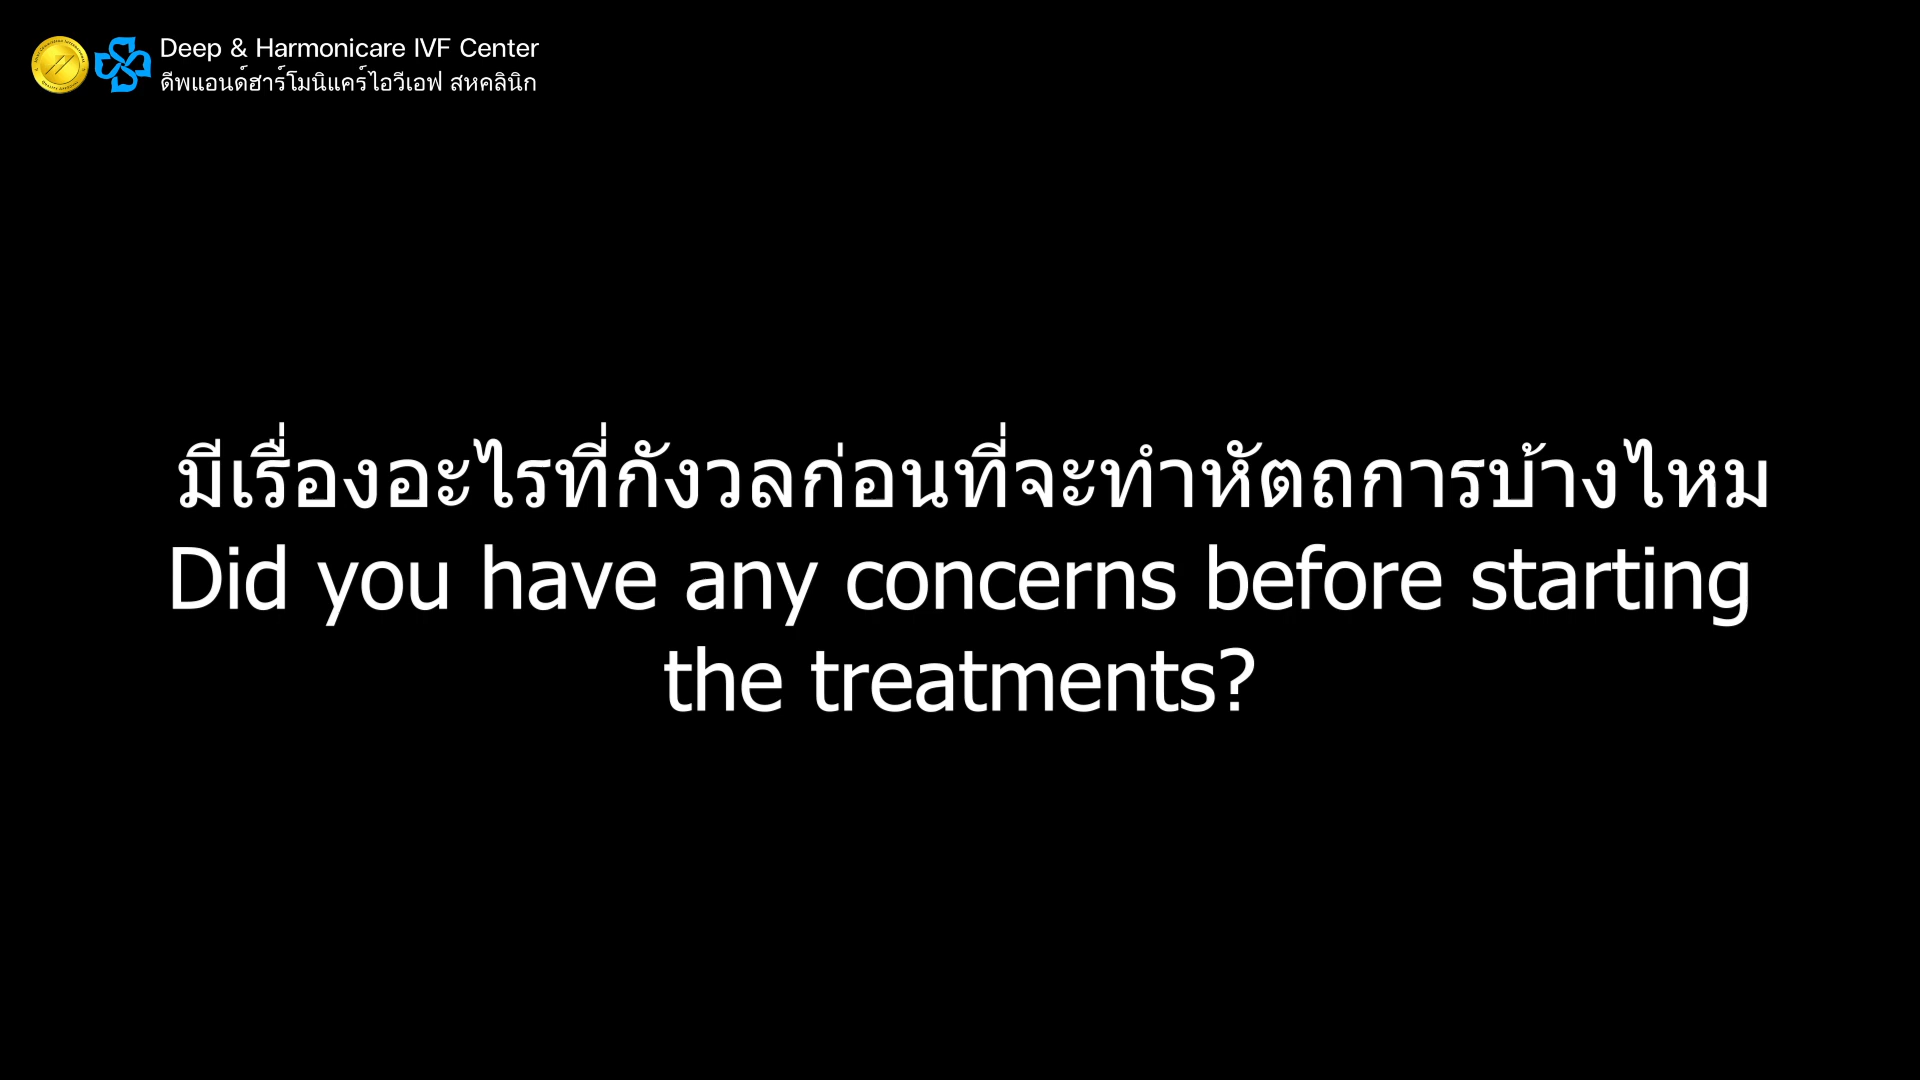 Deep & Harmonicare IVF Center
ดีพแอนด์ฮาร์โมนิแคร์ไอวีเอฟ สหคลินิก
มีเรื่องอะไรที่กังวลก่อนที่จะทำหัตถการบ้างไหม
Did you have any concerns before starting
the treatments?